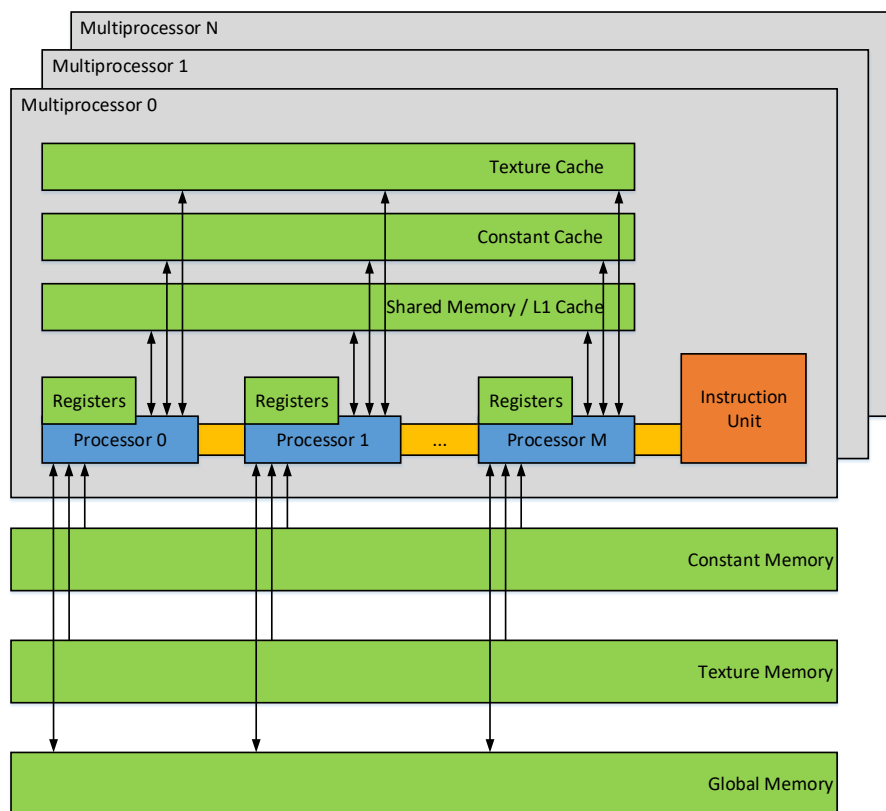 Multiprocessor N
Multiprocessor 1
Multiprocessor 0
Texture Cache
Constant Cache
Shared Memory / L1 Cache
Registers
Registers
Registers
Instruction
Unit
Processor 0
Processor 1
...
Processor M
Constant Memory
Texture Memory
Global Memory